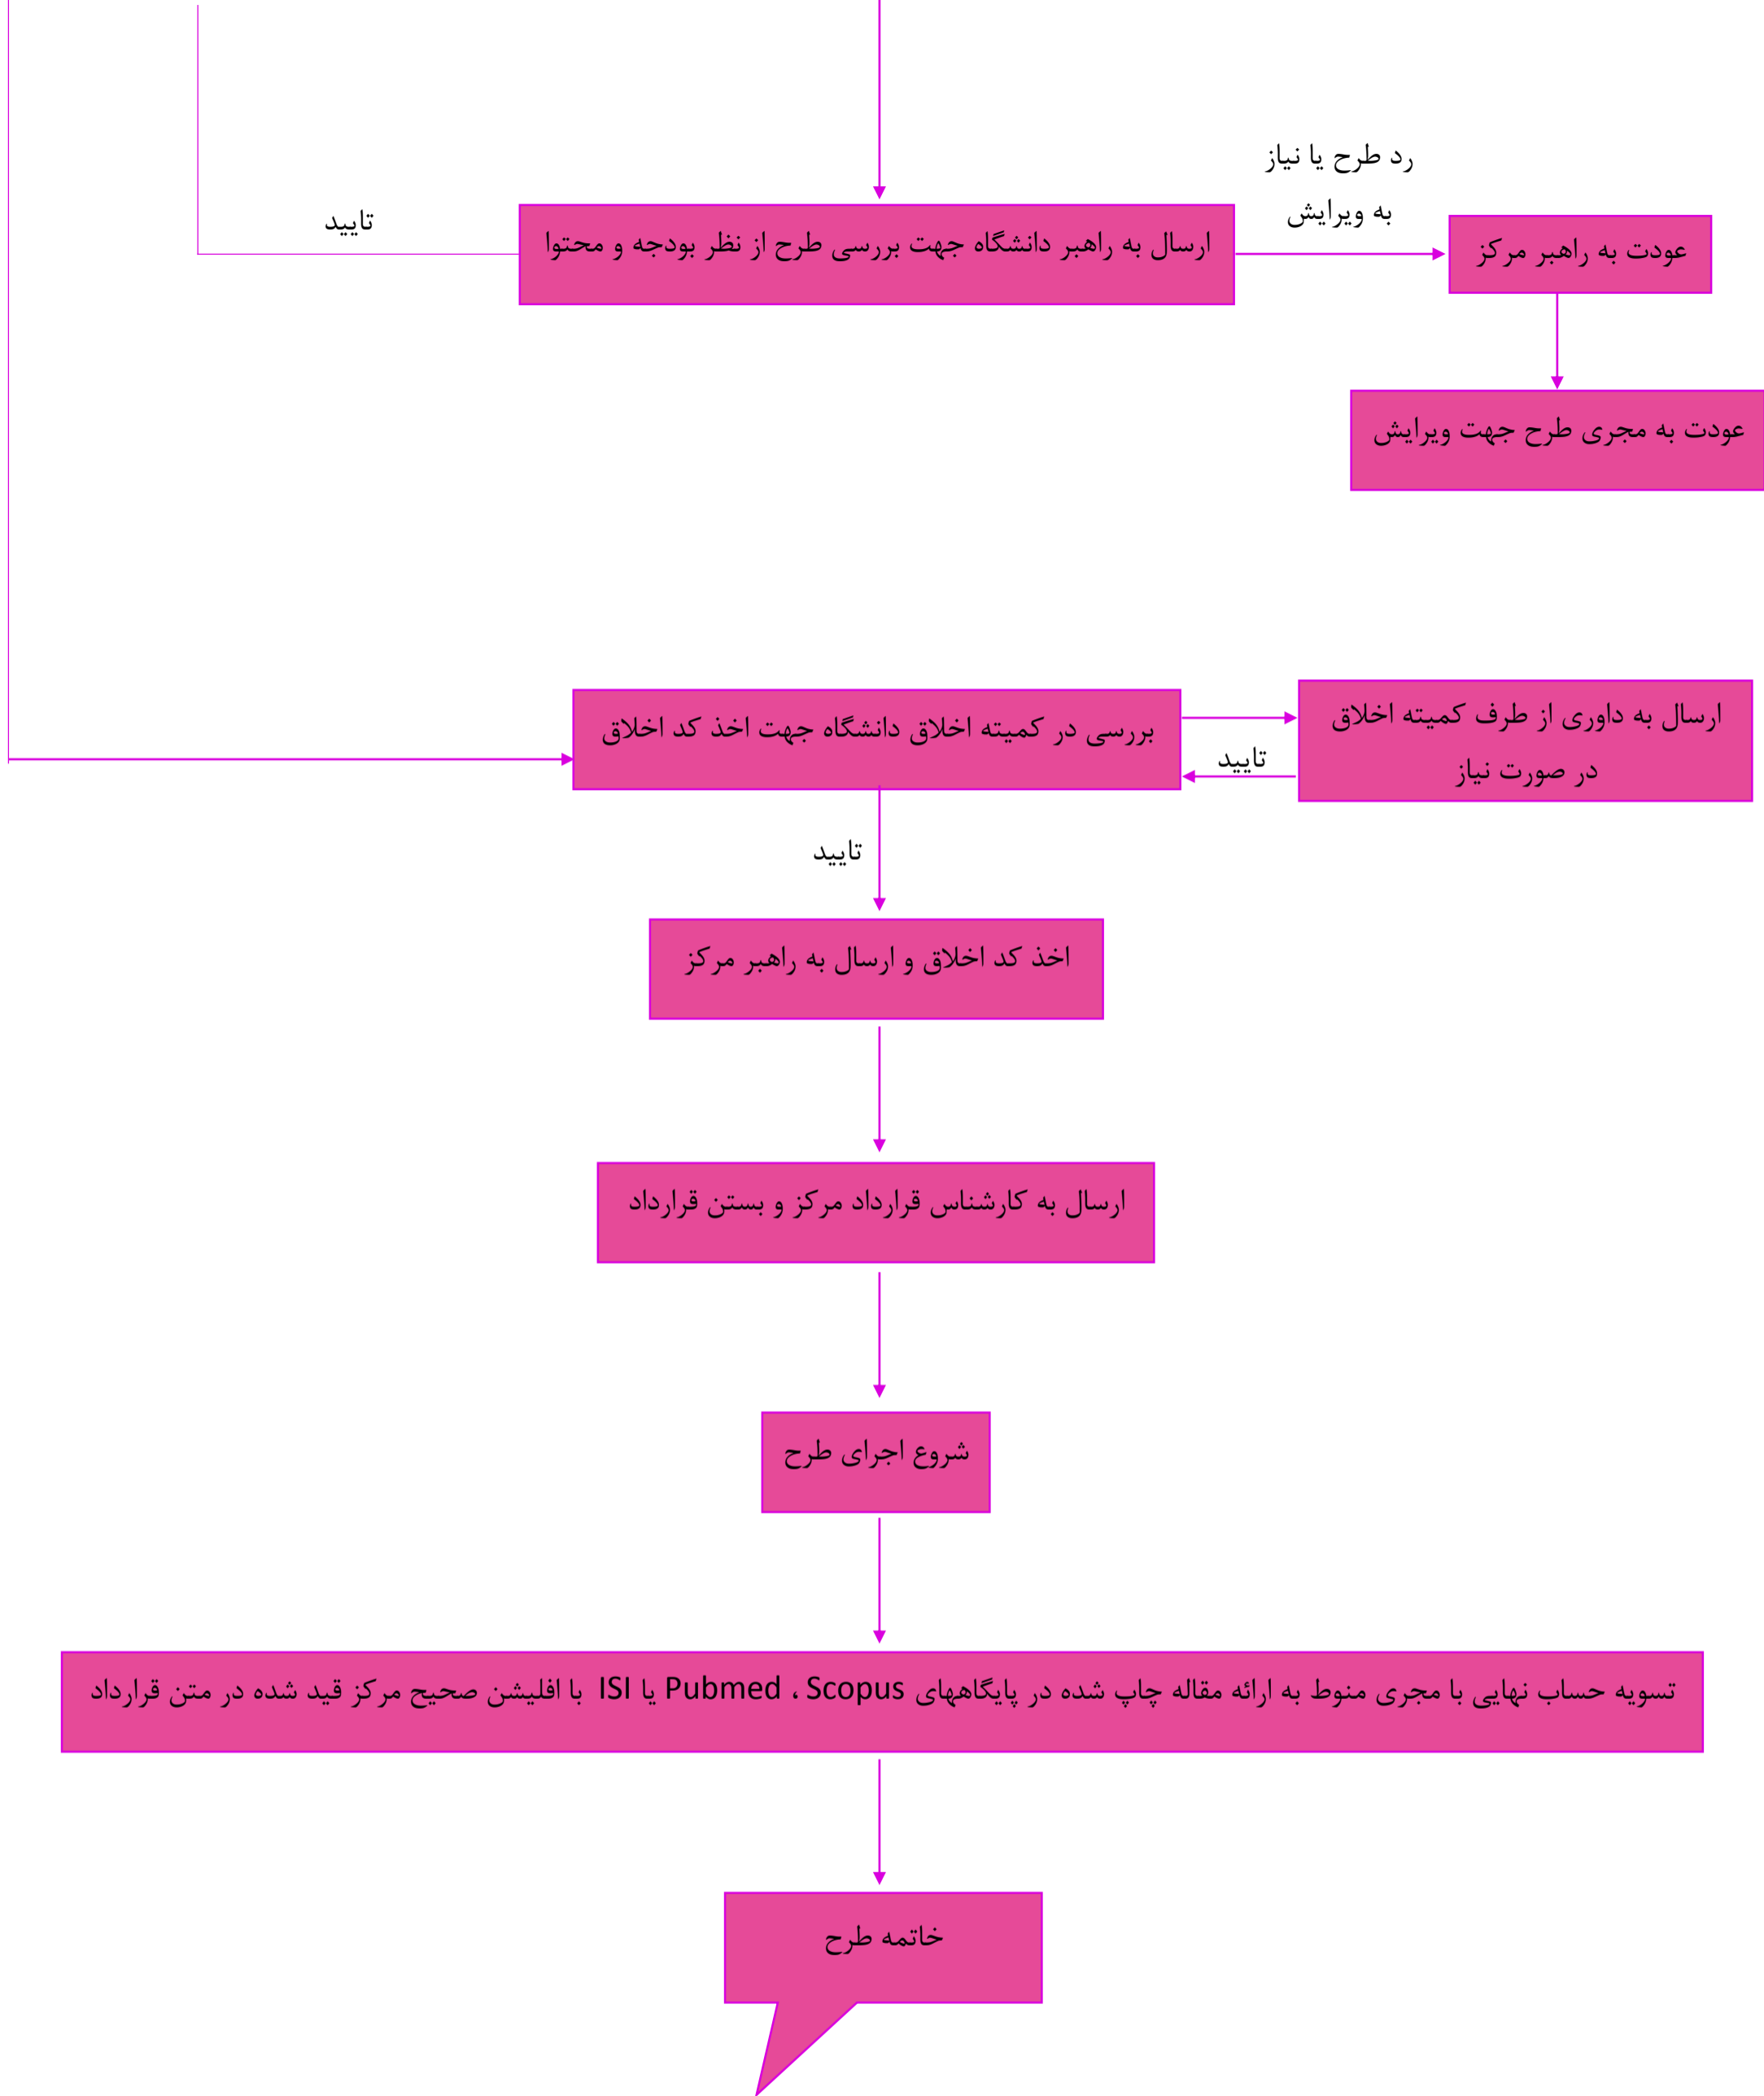 رد طرح یا نیاز
به ویرایش
تایید
ارسال به راهبر دانشگاه جهت بررسی طرح از نظر بودجه و محتوا
عودت به راهبر مرکز
عودت به مجری طرح جهت ویرایش
ارسال به داوری از طرف کمیته اخلاق
در صورت نیاز
بررسی در کمیته اخلاق دانشگاه جهت اخذ کد اخلاق
تایید
تایید
اخذ کد اخلاق و ارسال به راهبر مرکز
ارسال به کارشناس قرارداد مرکز و بستن قرارداد
شروع اجرای طرح
تسویه حساب نهایی با مجری منوط به ارائه مقاله چاپ شده در پایگاههای Pubmed ، Scopus یا ISI با افلیشن صحیح مرکز قید شده در متن قرارداد
خاتمه طرح